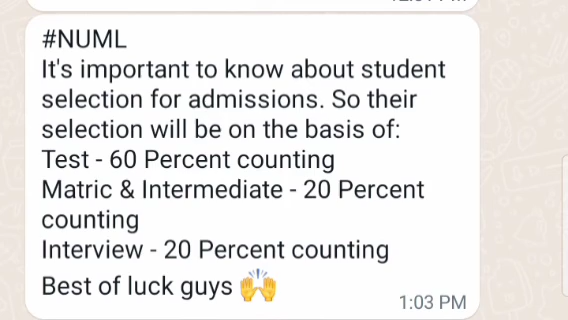 #NUML
It's important to know about student
selection for admissions. So their
selection will be on the basis of:
Test - 60 Percent counting
Matric & Intermediate - 20 Percent
counting
Interview - 20 Percent counting
Best of luck guys 🙌
1:03 PM